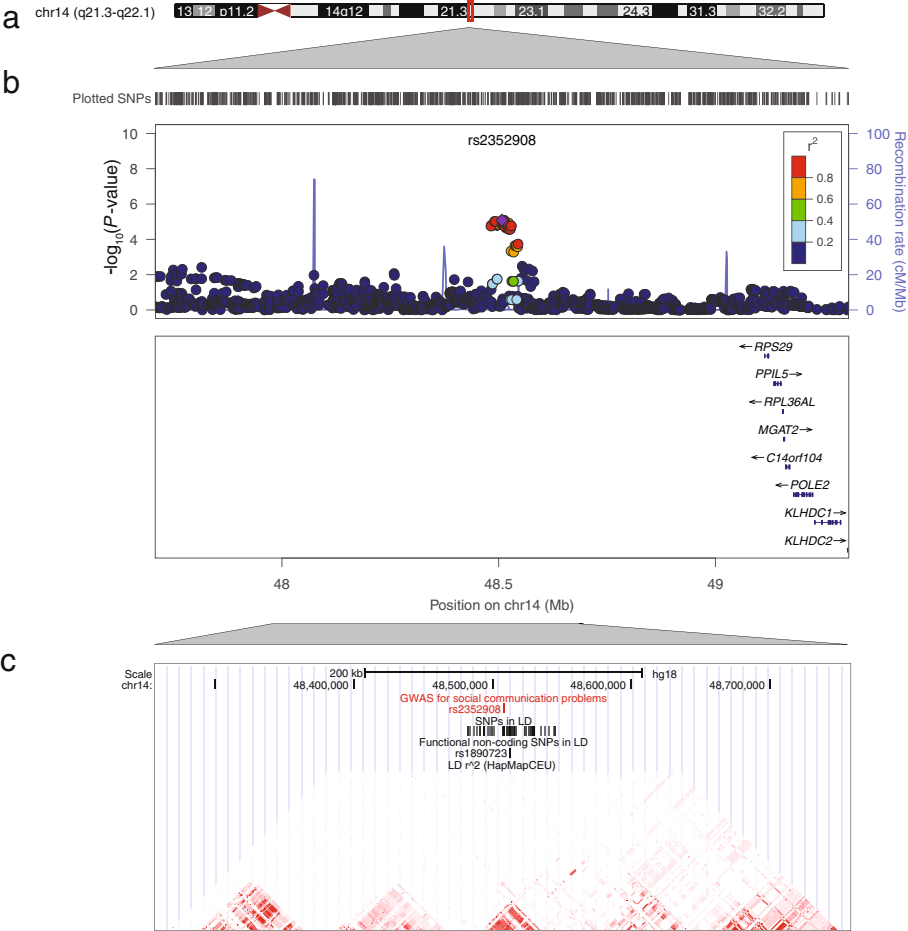 a
chr14 (q21.3-q22.1)
13 12 p11.2 14q12 21.3 23.1 24.3 31.3 32.2
b
Plotted SNPs
rs2352908
10
8
6
4
2
0
-log10(P-value)
100
80
60
40
20
0
Recombination rate (cM/Mb)
r2
0.8
0.6
0.4
0.2
←RPS29
PPIL5→
←RPL36AL
MGAT2→
←C14orf104
←POLE2
KLHDC1→
KLHDC2→
48 48.5 49
Position on chr14 (Mb)
c
Scale 200 kb hg18
chr14: 48,400,000 48,500,000 48,600,000 48,700,000
GWAS for social communication problems
rs2352908
SNPs in LD
Functional non-coding SNPs in LD
rs1890723
LD r^2 (HapMapCEU)